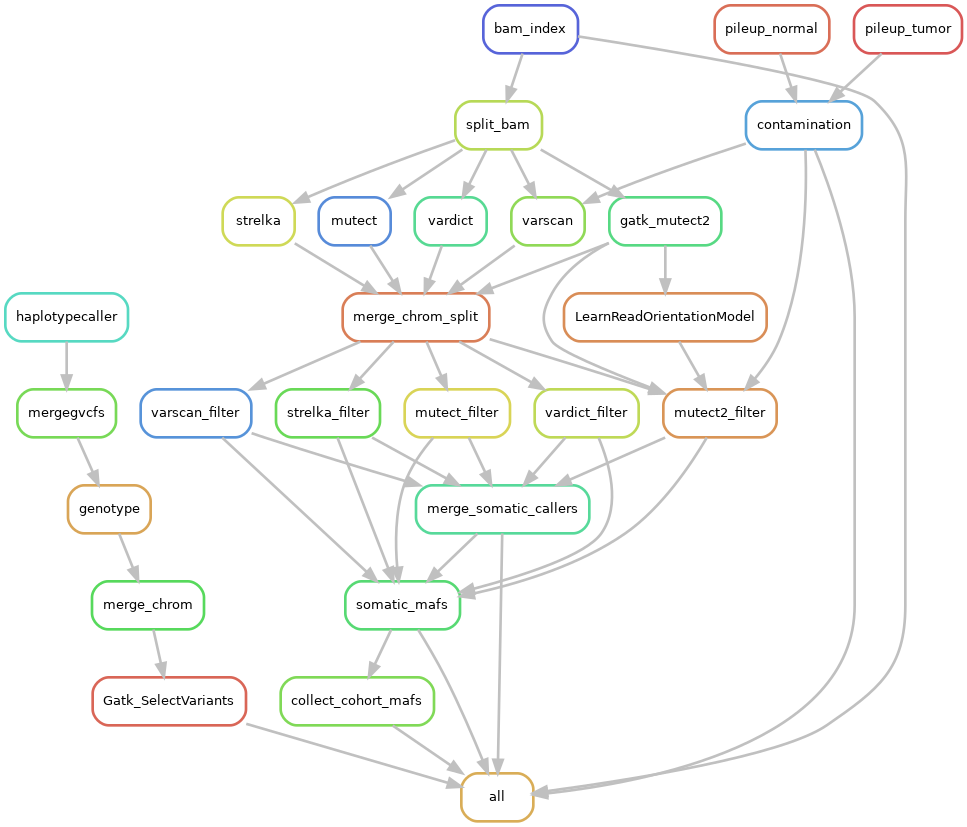 bam_index
pileup_normal
pileup_tumor
split_bam
contamination
strelka
mutect
vardict
varscan
gatk_mutect2
haplotypecaller
merge_chrom_split
LearnReadOrientationModel
mergegvcfs
varscan_filter
strelka_filter
mutect_filter
vardict_filter
mutect2_filter
genotype
merge_somatic_callers
merge_chrom
somatic_mafs
Gatk_SelectVariants
collect_cohort_mafs
all